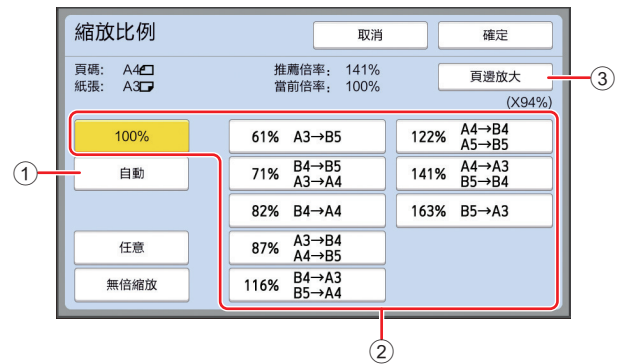 縮放比例 取消 確定
頁碼: A4 推薦倍率: 141% 頁邊放大
紙張: A3 當前倍率: 100%
(X94%)
③
100% 61% A3→B5 122% A4→B4
A5→B5
① 自動 71% B4→B5
A3→A4 141% A4→A3
B5→B4
82% B4→A4 163% B5→A3
任意 87% A3→B4
A4→B5
無倍縮放 116% B4→A3
B5→A4
②